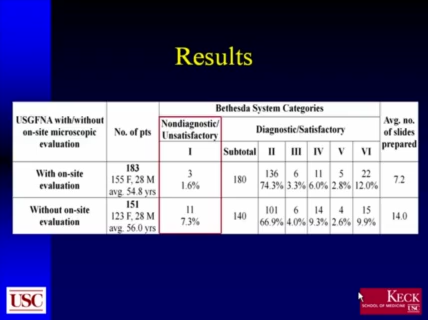 Results
Bethesda System Categories
USGFNA with/without on-site microscopic evaluation
No. of pts
Nondiagnostic/ Unsatisfactory
Diagnostic/Satisfactory
Avg. no. of slides prepared
I Subtotal II III IV V VI
With on-site evaluation
183
155 F, 28 M
avg. 54.8 yrs
3 180 136 6 11 5 22 7.2
1.6% 74.3% 3.3% 6.0% 2.8% 12.0%
Without on-site evaluation
151
123 F, 28 M
avg. 56.0 yrs
11 140 101 6 14 4 15 14.0
7.3% 66.9% 4.0% 9.3% 2.6% 9.9%
USC
KECK
SCHOOL OF MEDICINE
USC